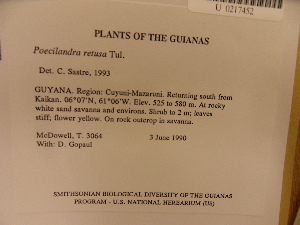 U 0217452
PLANTS OF THE GUIANAS
Poecilandra retusa Tul.
Det. C. Sastre, 1993
GUYANA. Region: Cuyuni-Mazaruni. Returning south from
Kaikan. 06°07'N, 61°06'W. Elev. 525 to 580 m. At rocky
white sand savanna and environs. Shrub to 2 m; leaves
stiff; flower yellow. On rock outcrop in savanna.
McDowell, T. 3064 3 June 1990
With: D. Gopaul
SMITHSONIAN BIOLOGICAL DIVERSITY OF THE GUIANAS
PROGRAM - U.S. NATIONAL HERBARIUM (US)